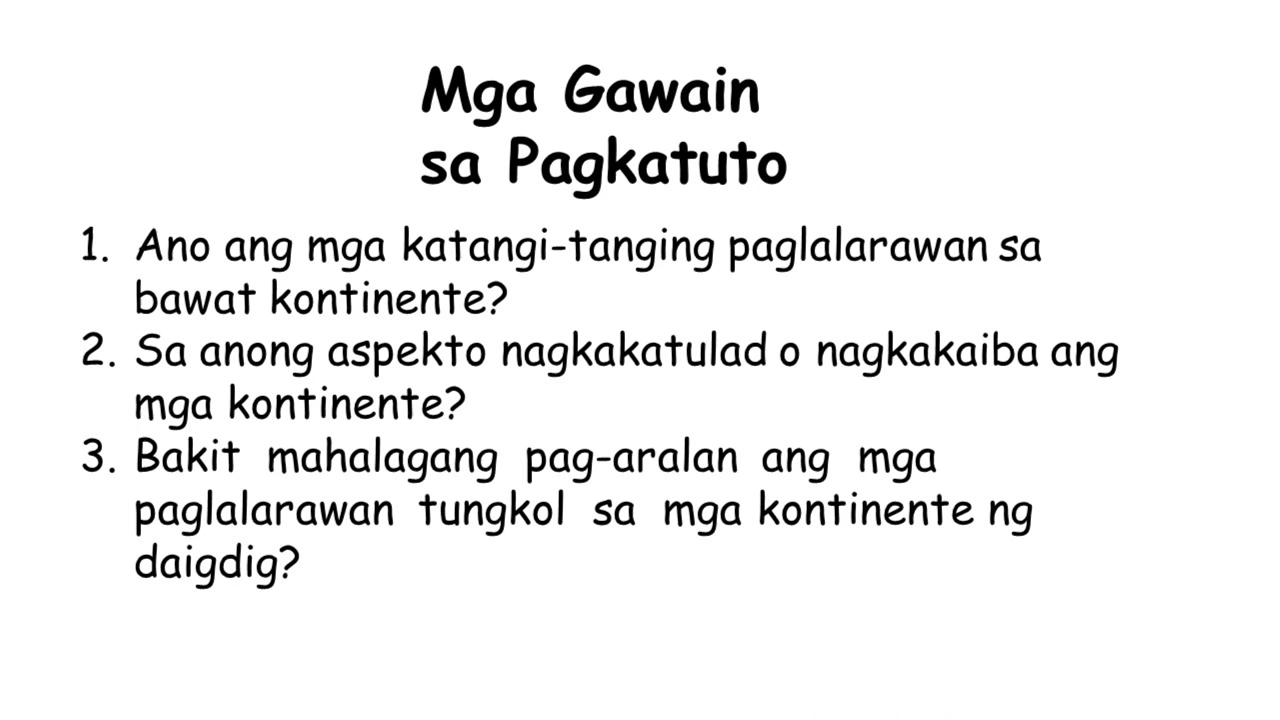 Mga Gawain
sa Pagkatuto
1. Ano ang mga katangi-tanging paglalarawan sa
bawat kontinente?
2. Sa anong aspekto nagkakatulad o nagkakaiba ang
mga kontinente?
3. Bakit mahalagang pag-aralan ang mga
paglalarawan tungkol sa mga kontinente ng
daigdig?